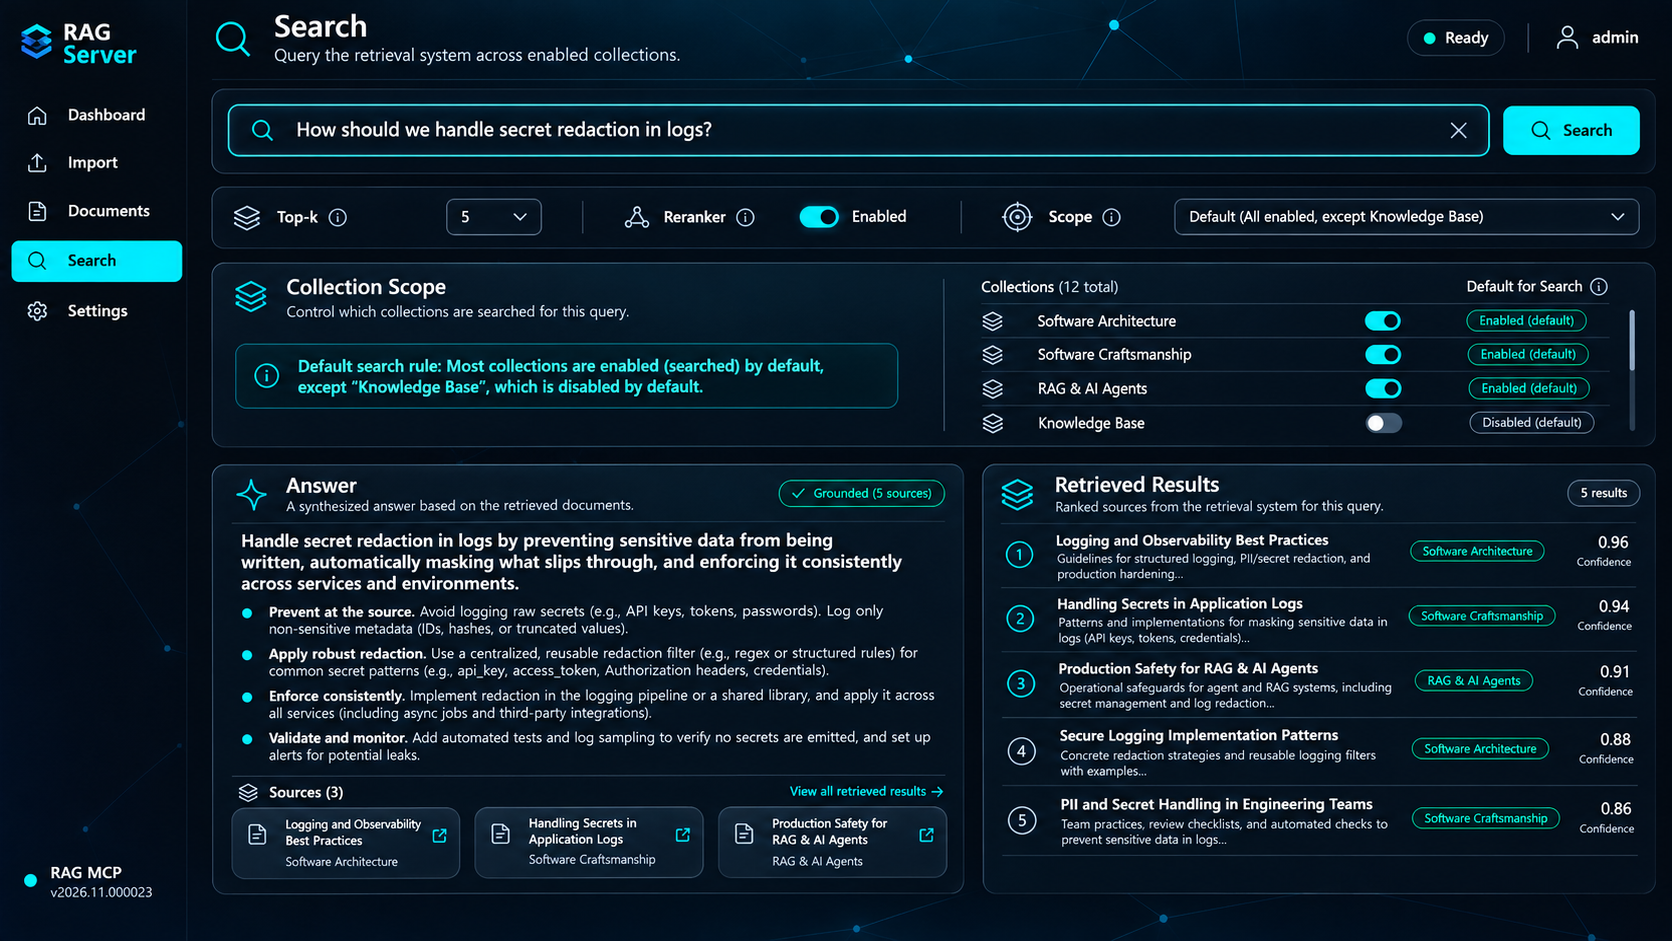 RAG
Server
Dashboard
Import
Documents
Search
Settings
RAG MCP
v2026.11.000023
Search
Query the retrieval system across enabled collections.
Ready
admin
How should we handle secret redaction in logs?
Search
Top-k
5
Reranker
Enabled
Scope
Default (All enabled, except Knowledge Base)
Collection Scope
Control which collections are searched for this query.
Default search rule: Most collections are enabled (searched) by default,
except “Knowledge Base”, which is disabled by default.
Collections (12 total)
Default for Search
Software Architecture
Enabled (default)
Software Craftsmanship
Enabled (default)
RAG & AI Agents
Enabled (default)
Knowledge Base
Disabled (default)
Answer
A synthesized answer based on the retrieved documents.
Grounded (5 sources)
Handle secret redaction in logs by preventing sensitive data from being
written, automatically masking what slips through, and enforcing it consistently
across services and environments.
Prevent at the source. Avoid logging raw secrets (e.g., API keys, tokens, passwords). Log only
non-sensitive metadata (IDs, hashes, or truncated values).
Apply robust redaction. Use a centralized, reusable redaction filter (e.g., regex or structured rules) for
common secret patterns (e.g., api_key, access_token, Authorization headers, credentials).
Enforce consistently. Implement redaction in the logging pipeline or a shared library, and apply it across
all services (including async jobs and third-party integrations).
Validate and monitor. Add automated tests and log sampling to verify no secrets are emitted, and set up
alerts for potential leaks.
Sources (3)
View all retrieved results →
Logging and Observability
Best Practices
Software Architecture
Handling Secrets in
Application Logs
Software Craftsmanship
Production Safety for
RAG & AI Agents
RAG & AI Agents
Retrieved Results
Ranked sources from the retrieval system for this query.
5 results
1
Logging and Observability Best Practices
Guidelines for structured logging, PII/secret redaction, and
production hardening...
Software Architecture
0.96
Confidence
2
Handling Secrets in Application Logs
Patterns and implementations for masking sensitive data in
logs (API keys, tokens, credentials)...
Software Craftsmanship
0.94
Confidence
3
Production Safety for RAG & AI Agents
Operational safeguards for agent and RAG systems, including
secret management and log redaction...
RAG & AI Agents
0.91
Confidence
4
Secure Logging Implementation Patterns
Concrete redaction strategies and reusable logging filters
with examples...
Software Architecture
0.88
Confidence
5
PII and Secret Handling in Engineering Teams
Team practices, review checklists, and automated checks to
prevent sensitive data in logs...
Software Craftsmanship
0.86
Confidence